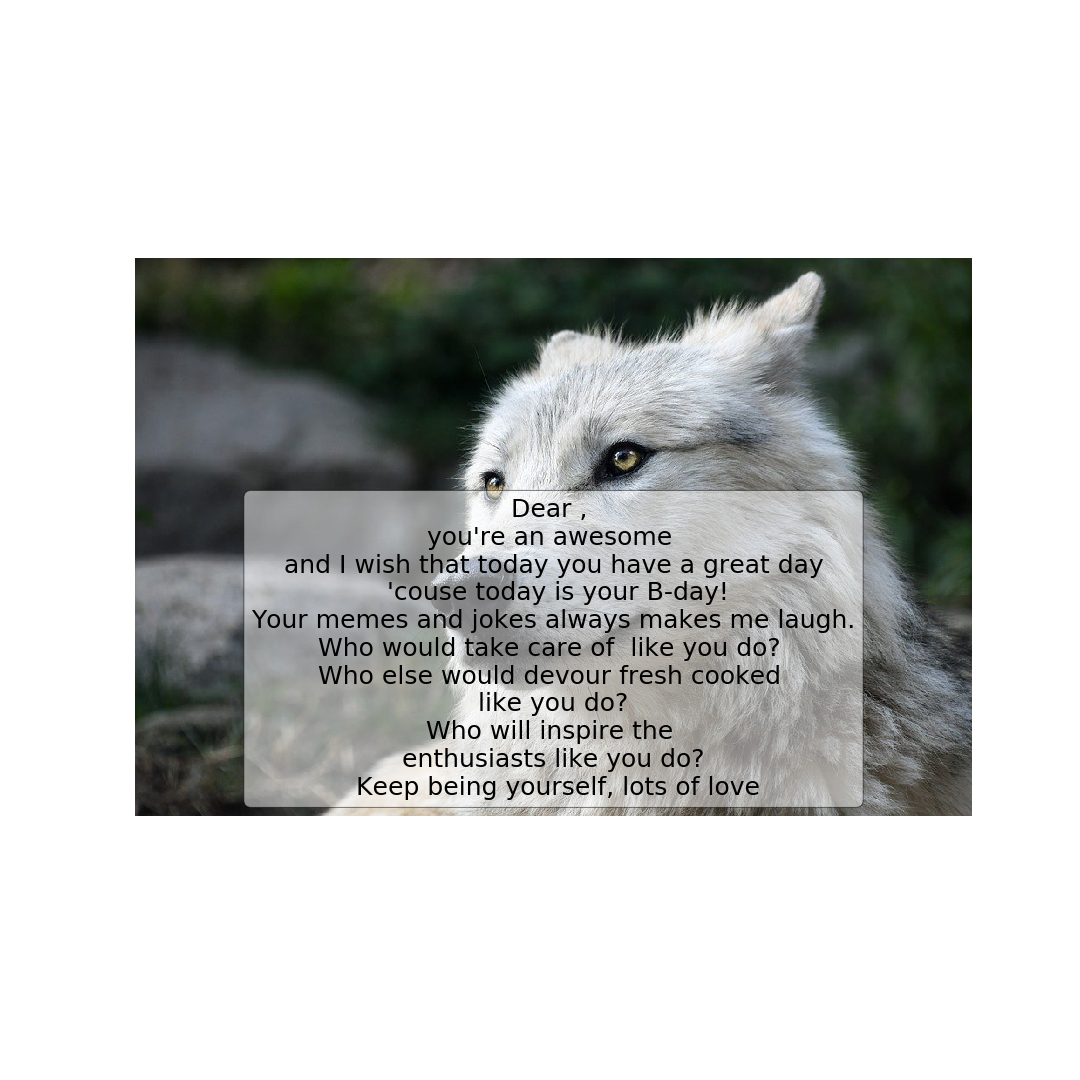 Dear ,
you're an awesome
and I wish that today you have a great day
'couse today is your B-day!
Your memes and jokes always makes me laugh.
Who would take care of  like you do?
Who else would devour fresh cooked
like you do?
Who will inspire the
enthusiasts like you do?
Keep being yourself, lots of love